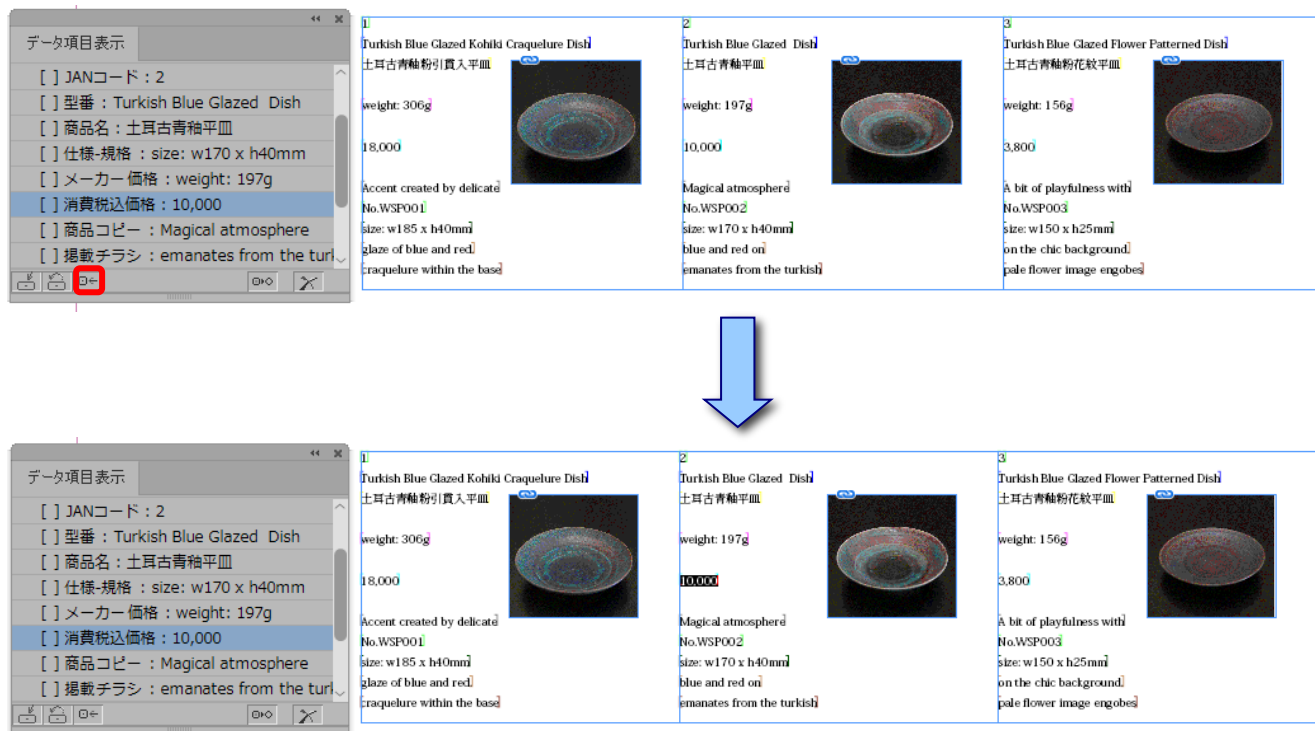 データ項目表示
[ ] JANコード : 2
[ ] 型番 : Turkish Blue Glazed  Dish
[ ] 商品名 : 土耳古青釉平皿
[ ] 仕様-規格 : size: w170 x h40mm
[ ] メーカー価格 : weight: 197g
[ ] 消費税込価格 : 10,000
[ ] 商品コピー : Magical atmosphere
[ ] 掲載チラシ : emanates from the turk
1
Turkish Blue Glazed Kohiki Craquelure Dish
土耳古青釉粉引貫入平皿
weight: 306g
18,000
Accent created by delicate
No.WSP001
size: w185 x h40mm
glaze of blue and red.
craquelure within the base
2
Turkish Blue Glazed  Dish
土耳古青釉平皿
weight: 197g
10,000
Magical atmosphere
No.WSP002
size: w170 x h40mm
blue and red on
emanates from the turkish
3
Turkish Blue Glazed Flower Patterned Dish
土耳古青釉粉花紋平皿
weight: 156g
3,800
A bit of playfulness with
No.WSP003
size: w150 x h25mm
on the chic background.
pale flower image engobes
データ項目表示
[ ] JANコード : 2
[ ] 型番 : Turkish Blue Glazed  Dish
[ ] 商品名 : 土耳古青釉平皿
[ ] 仕様-規格 : size: w170 x h40mm
[ ] メーカー価格 : weight: 197g
[ ] 消費税込価格 : 10,000
[ ] 商品コピー : Magical atmosphere
[ ] 掲載チラシ : emanates from the turk
1
Turkish Blue Glazed Kohiki Craquelure Dish
土耳古青釉粉引貫入平皿
weight: 306g
18,000
Accent created by delicate
No.WSP001
size: w185 x h40mm
glaze of blue and red.
craquelure within the base
2
Turkish Blue Glazed  Dish
土耳古青釉平皿
weight: 197g
10,000
Magical atmosphere
No.WSP002
size: w170 x h40mm
blue and red on
emanates from the turkish
3
Turkish Blue Glazed Flower Patterned Dish
土耳古青釉粉花紋平皿
weight: 156g
3,800
A bit of playfulness with
No.WSP003
size: w150 x h25mm
on the chic background.
pale flower image engobes